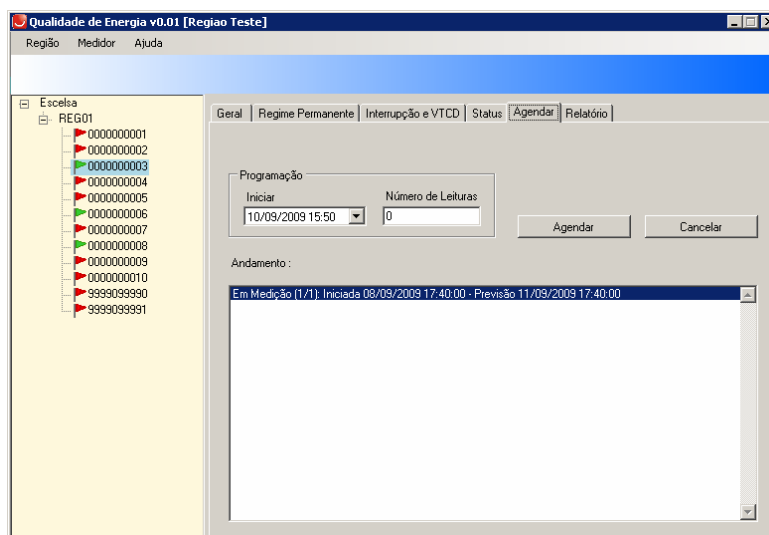 Qualidade de Energia v0.01 [Regiao Teste]
Região Medidor Ajuda
Escelsa
REG01
0000000001
0000000002
0000000003
0000000004
0000000005
0000000006
0000000007
0000000008
0000000009
0000000010
9999099990
9999099991
Geral Regime Permanente Interrupção e VTCD Status Agendar Relatório
Programação
Iniciar Número de Leituras
10/09/2009 15:50 0
Agendar Cancelar
Andamento :
Em Medição (1/1): Iniciada 08/09/2009 17:40:00 - Previsão 11/09/2009 17:40:00